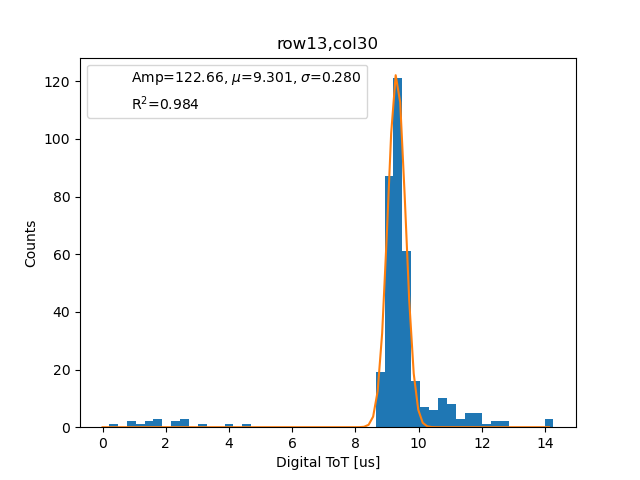 row13,col30
Amp=122.66, μ=9.301, σ=0.280
R²=0.984
120
100
80
60
40
20
0
Counts
0 2 4 6 8 10 12 14
Digital ToT [us]